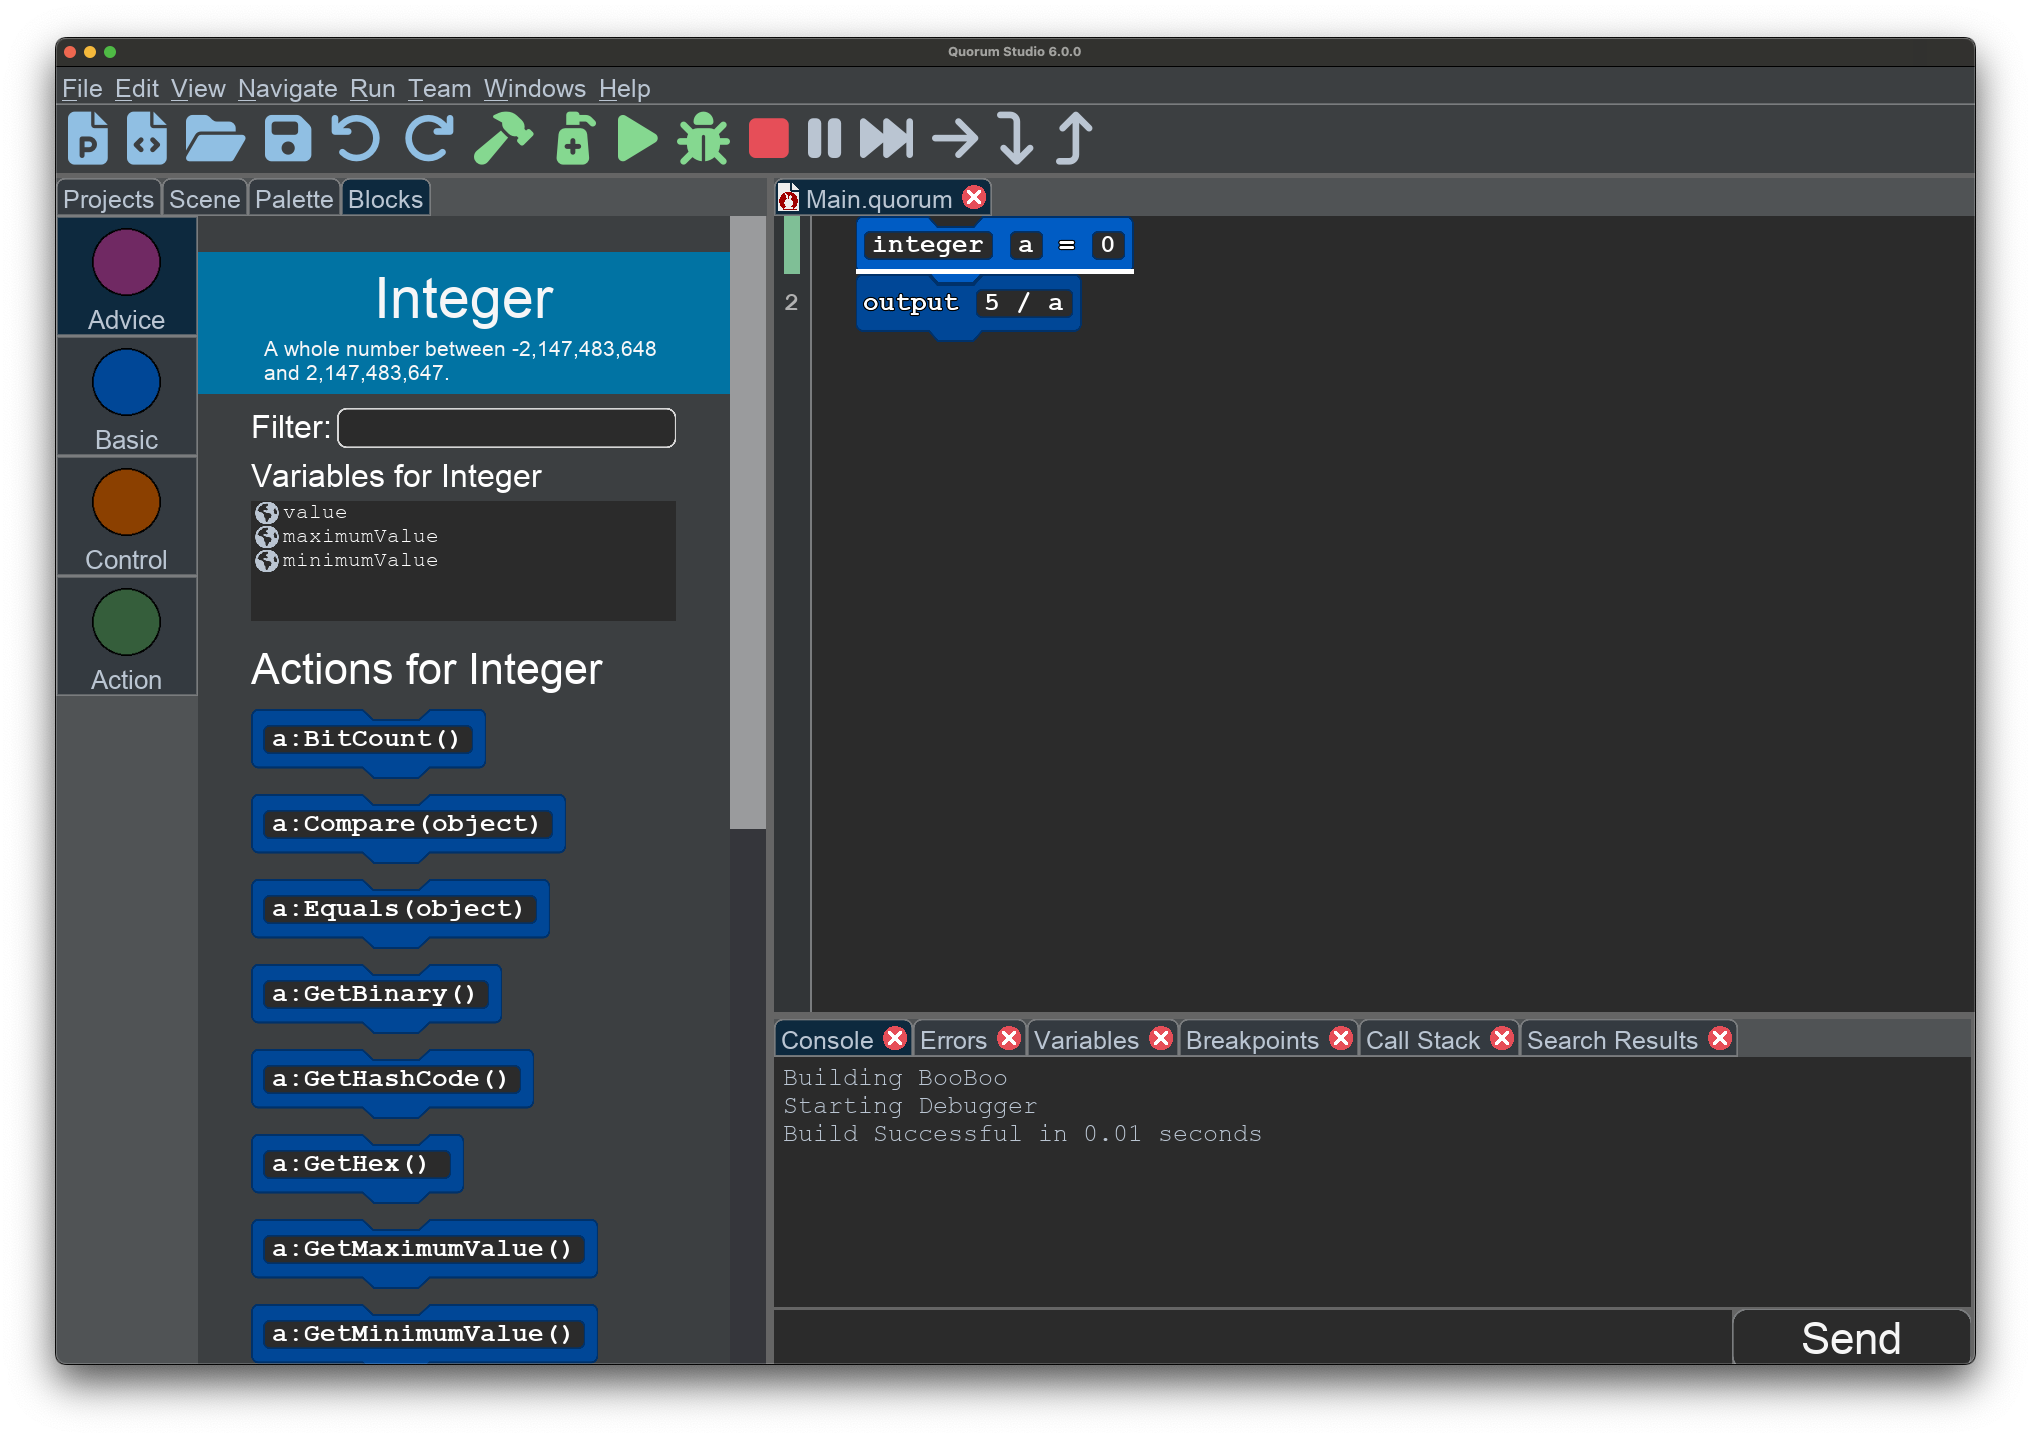 Quorum Studio 6.0.0
File Edit View Navigate Run Team Windows Help
Projects Scene Palette Blocks
Advice
Basic
Control
Action
Integer
A whole number between -2,147,483,648
and 2,147,483,647.
Filter:
Variables for Integer
value
maximumValue
minimumValue
Actions for Integer
a:BitCount()
a:Compare(object)
a:Equals(object)
a:GetBinary()
a:GetHashCode()
a:GetHex()
a:GetMaximumValue()
a:GetMinimumValue()
Main.quorum
integer a = 0
2 output 5 / a
Console Errors Variables Breakpoints Call Stack Search Results
Building BooBoo
Starting Debugger
Build Successful in 0.01 seconds
Send